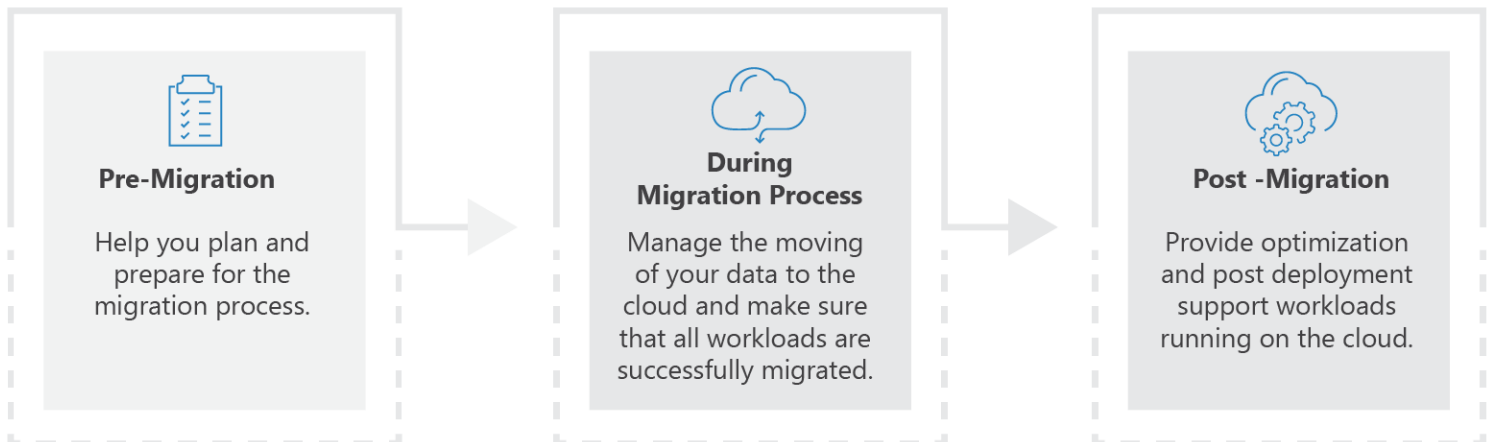 Pre-Migration
Help you plan and
prepare for the
migration process.
During
Migration Process
Manage the moving
of your data to the
cloud and make sure
that all workloads are
successfully migrated.
Post -Migration
Provide optimization
and post deployment
support workloads
running on the cloud.